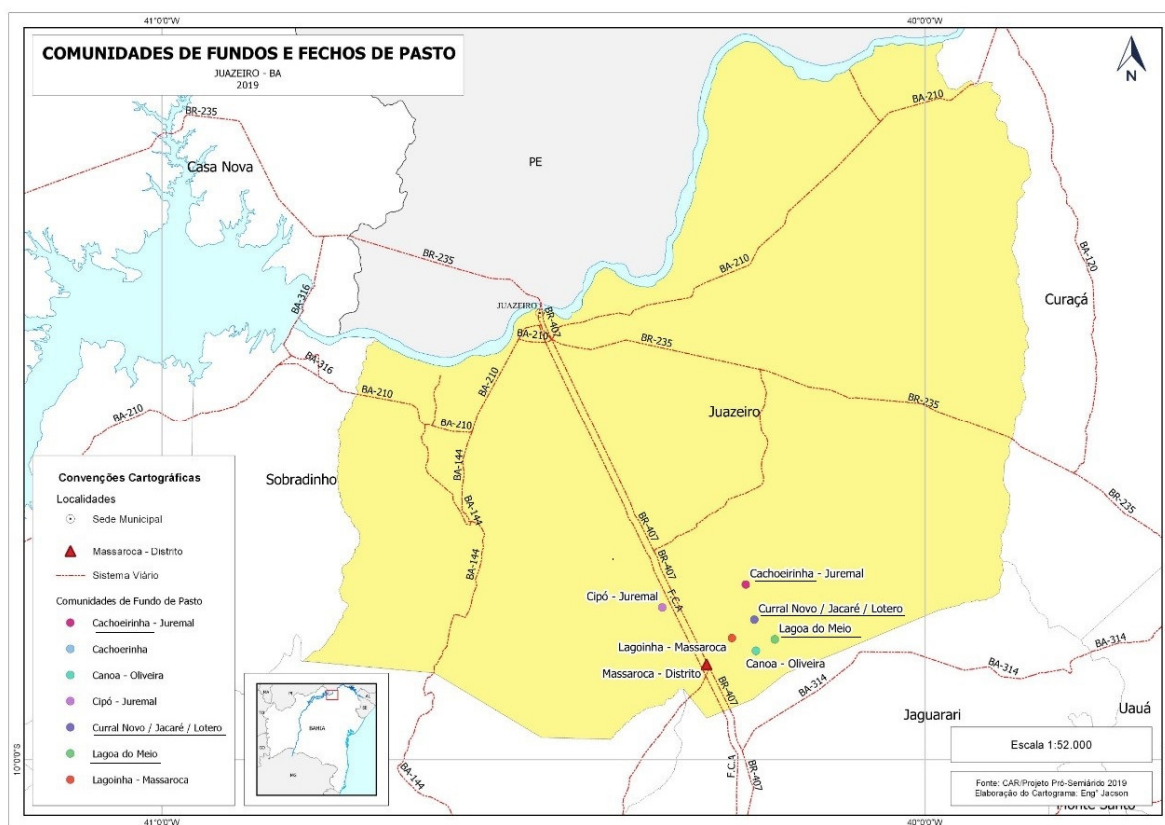 41°0'0"W
40°0'0"W
COMUNIDADES DE FUNDOS E FECHOS DE PASTO
JUAZEIRO - BA
2019
N
BR-235
Casa Nova
PE
BA-210
BR-235
BA-210
BA-120
Curaçá
BA-316
JUAZEIRO
BR-407
BA-210
BR-235
BA-316
BA-210
BA-210
Juazeiro
BA-210
BR-235
BA-210
BA-144
Sobradinho
BA-144
BR-235
BR-407
BA-144
BR-407
F.C.A
Cachoeirinha - Juremal
Cipó - Juremal
Curral Novo / Jacaré / Lotero
Lagoa do Meio
Lagoinha - Massaroca
Canoa - Oliveira
Massaroca - Distrito
BR-407
BA-314
BA-314
BA-314
Jaguarari
Uauá
F.C.A
BR-407
BA-144
Convenções Cartográficas
Localidades
Sede Municipal
Massaroca - Distrito
Sistema Viário
Comunidades de Fundo de Pasto
Cachoeirinha - Juremal
Cachoerinha
Canoa - Oliveira
Cipó - Juremal
Curral Novo / Jacaré / Lotero
Lagoa do Meio
Lagoinha - Massaroca
BAHIA
MG
Escala 1:52.000
Fonte: CAR/Projeto Pró-Semiárido 2019
Elaboração do Cartograma: Engº Jacson
Monte Santo
10°0'0"S
41°0'0"W
40°0'0"W